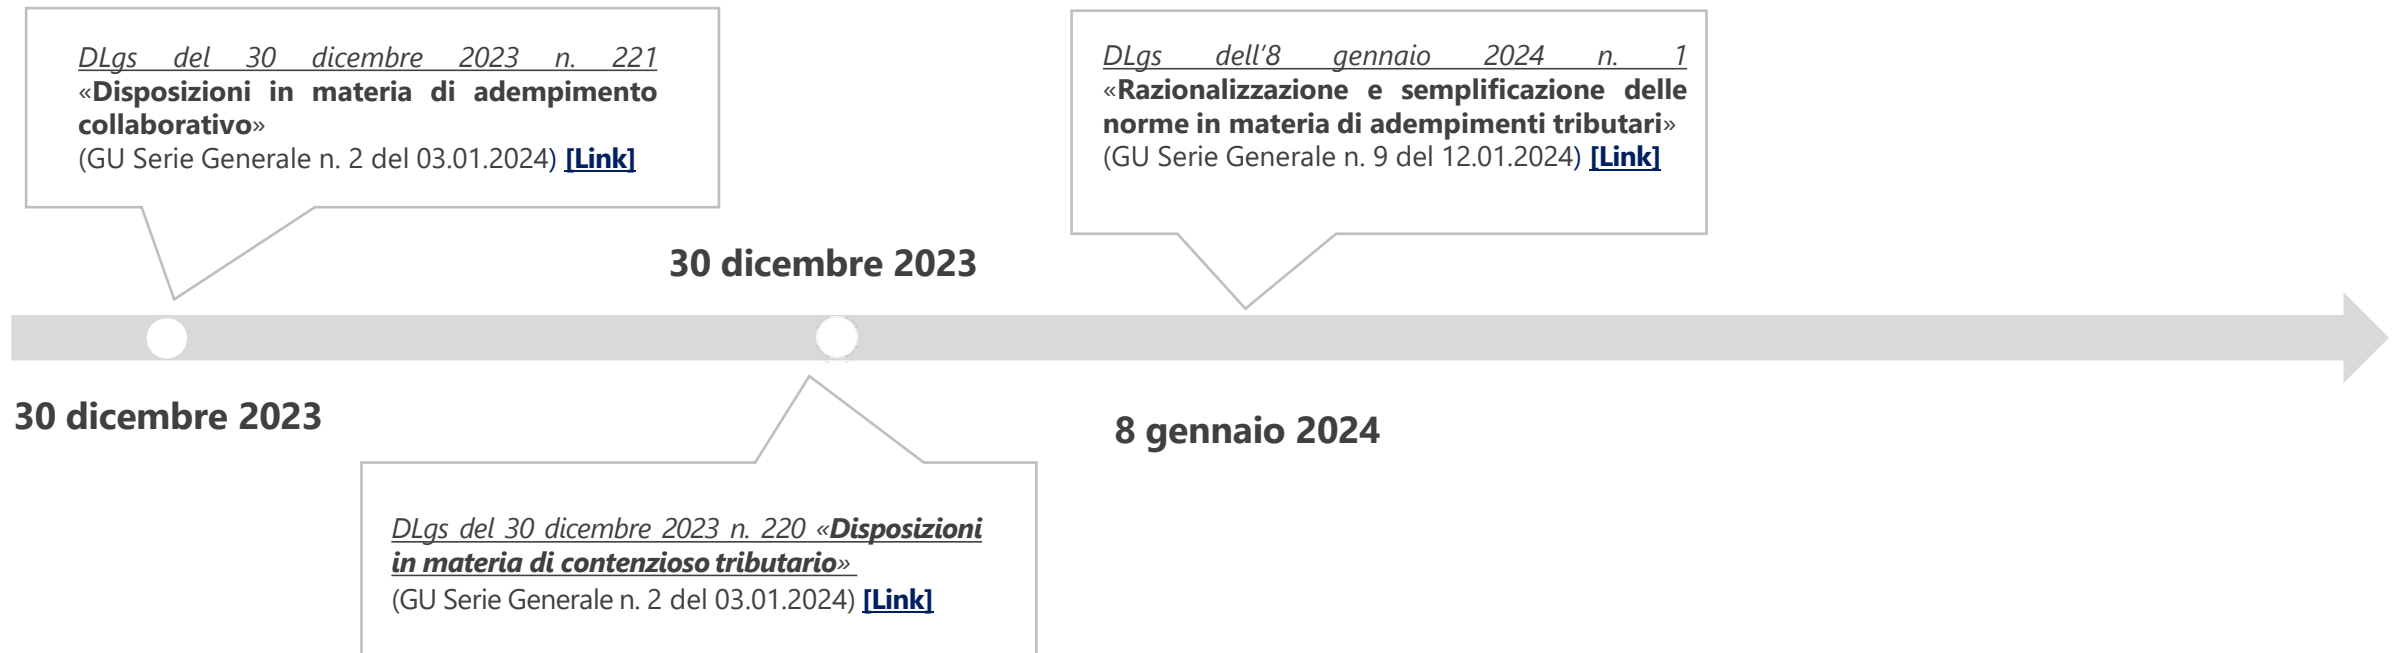 DLgs del 30 dicembre 2023 n. 221
«Disposizioni in materia di adempimento
collaborativo»
(GU Serie Generale n. 2 del 03.01.2024) [Link]
DLgs dell'8 gennaio 2024 n. 1
«Razionalizzazione e semplificazione delle
norme in materia di adempimenti tributari»
(GU Serie Generale n. 9 del 12.01.2024) [Link]
30 dicembre 2023
30 dicembre 2023
8 gennaio 2024
DLgs del 30 dicembre 2023 n. 220 «Disposizioni
in materia di contenzioso tributario»
(GU Serie Generale n. 2 del 03.01.2024) [Link]